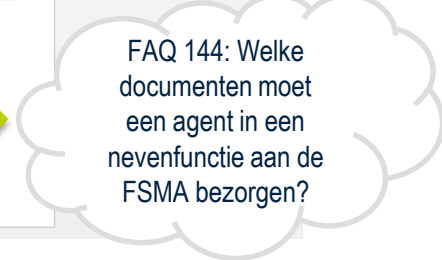 FAQ 144: Welke
documenten moet
een agent in een
nevenfunctie aan de
FSMA bezorgen?